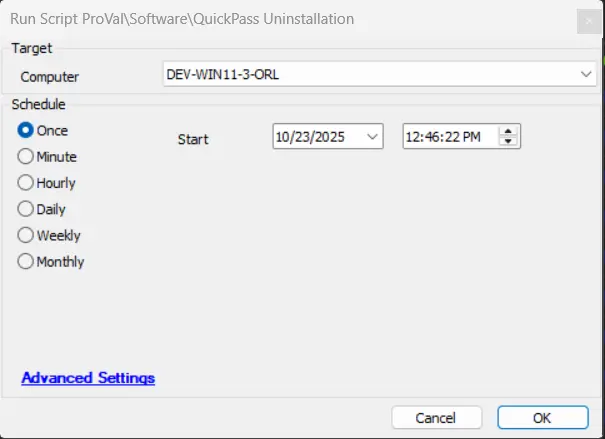 Run Script ProVal\Software\QuickPass Uninstallation
Target
Computer DEV-WIN11-3-ORL
Schedule
Once Start 10/23/2025 12:46:22 PM
Minute
Hourly
Daily
Weekly
Monthly
Advanced Settings
Cancel OK